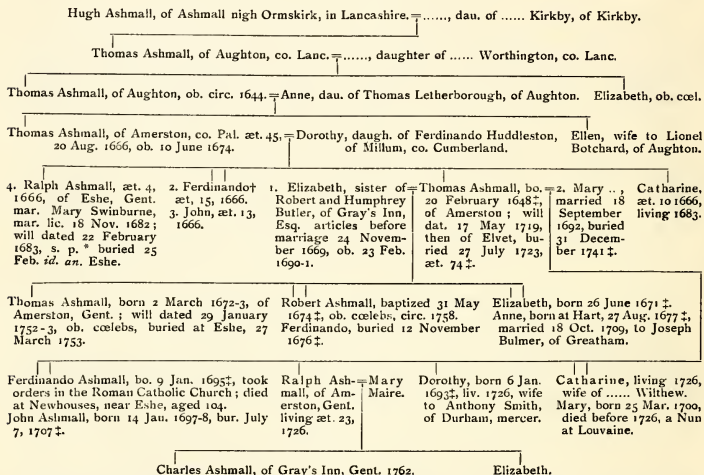 Hugh Ashmall, of Ashmall nigh Ormskirk, in Lancashire. = ......, dau. of ...... Kirkby, of Kirkby.
Thomas Ashmall, of Aughton, co. Lanc. = ......, daughter of ...... Worthington, co. Lanc.
Thomas Ashmall, of Aughton, ob. circ. 1644. = Anne, dau. of Thomas Letherborough, of Aughton.
Elizabeth, ob. cœl.
Thomas Ashmall, of Amerston, co. Pal. æt. 45,
20 Aug. 1666, ob. 10 June 1674.
= Dorothy, daugh. of Ferdinando Huddleston,
of Millum, co. Cumberland.
Ellen, wife to Lionel
Botchard, of Aughton.
4. Ralph Ashmall, æt. 4,
1666, of Eshe, Gent.
mar. Mary Swinburne,
mar. lic. 18 Nov. 1682;
will dated 22 February
1683, s. p. * buried 25
Feb. id. an. Eshe.
2. Ferdinando†
æt, 15, 1666.
3. John, æt. 13,
1666.
1. Elizabeth, sister of
Robert and Humphrey
Butler, of Gray's Inn,
Esq. articles before
marriage 24 Novem-
ber 1669, ob. 23 Feb.
1690-1.
= Thomas Ashmall, bo.
20 February 1648‡,
of Amerston; will
dat. 17 May 1719,
then of Elvet, bu-
ried 27 July 1723,
æt. 74 ‡.
= 2. Mary ..,
married 18
September
1692, buried
31 Decem-
ber 1741 ‡.
Catharine,
æt. 10 1666,
living 1683.
Thomas Ashmall, born 2 March 1672-3, of
Amerston, Gent.; will dated 29 January
1752-3, ob. cœlebs, buried at Eshe, 27
March 1753.
Robert Ashmall, baptized 31 May
1674 ‡, ob. cœlebs, circ. 1758.
Ferdinando, buried 12 November
1676 ‡.
Elizabeth, born 26 June 1671 ‡.
Anne, born at Hart, 27 Aug. 1677 ‡,
married 18 Oct. 1709, to Joseph
Bulmer, of Greatham.
Ferdinando Ashmall, bo. 9 Jan. 1695‡, took
orders in the Roman Catholic Church; died
at Newhouses, near Eshe, aged 104.
John Ashmall, born 14 Jan. 1697-8, bur. July
7, 1707 ‡.
Ralph Ash-
mall, of Am-
erston, Gent.
living æt. 23,
1726.
= Mary
Maire.
Dorothy, born 6 Jan.
1693‡, liv. 1726, wife
to Anthony Smith,
of Durham, mercer.
Catharine, living 1726,
wife of ...... Wilthew.
Mary, born 25 Mar. 1700,
died before 1726, a Nun
at Louvaine.
Charles Ashmall, of Gray's Inn, Gent. 1762.
Elizabeth.